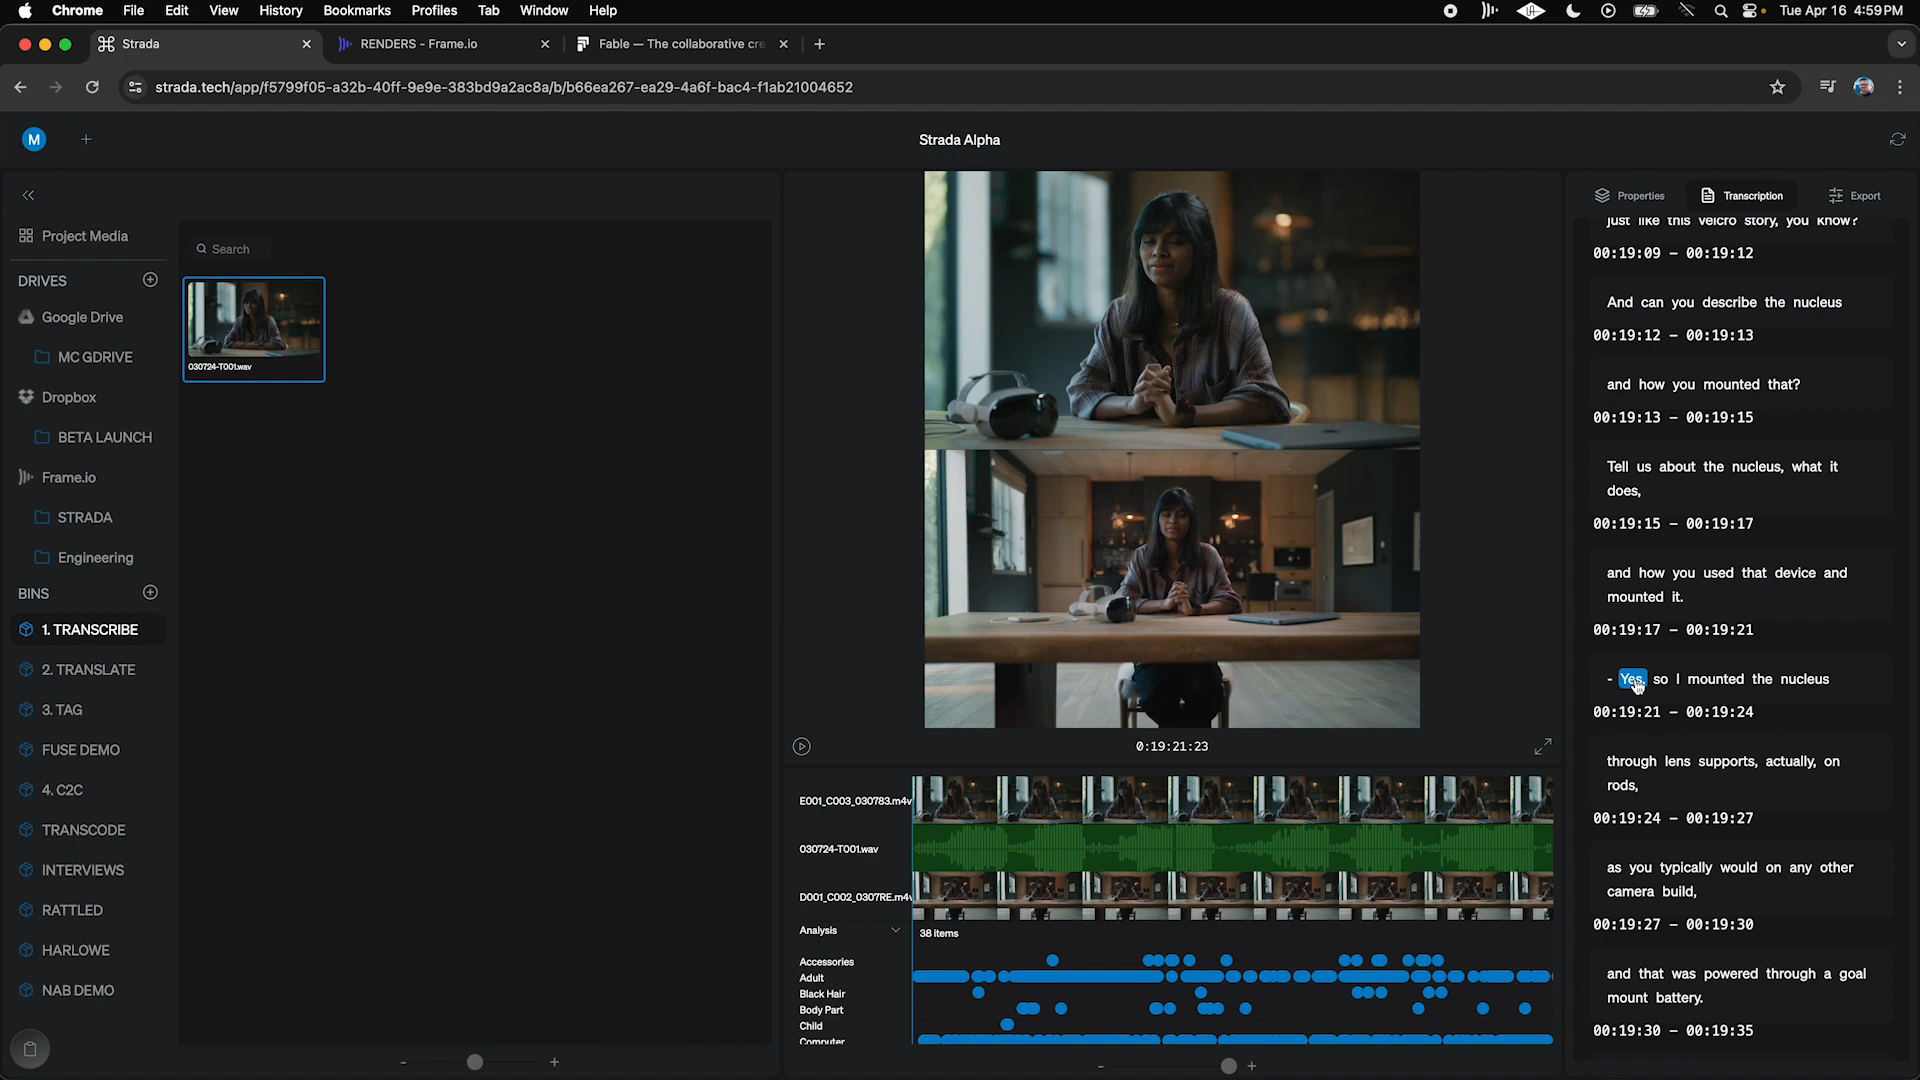 Chrome File Edit View History Bookmarks Profiles Tab Window Help Tue Apr 16 4:59 PM
Strada
RENDERS - Frame.io
Fable — The collaborative cre
strada.tech/app/f5799f05-a32b-40ff-9e9e-383bd9a2ac8a/b/b66ea267-ea29-4a6f-bac4-f1ab21004652
M
Strada Alpha
Project Media
DRIVES
Google Drive
MC GDRIVE
Dropbox
BETA LAUNCH
Frame.io
STRADA
Engineering
BINS
1. TRANSCRIBE
2. TRANSLATE
3. TAG
FUSE DEMO
4. C2C
TRANSCODE
INTERVIEWS
RATTLED
HARLOWE
NAB DEMO
Search
030724-T001.wav
0:19:21:23
E001_C003_030783.m4v
030724-T001.wav
D001_C002_0307RE.m4v
Analysis
38 items
Accessories
Adult
Black Hair
Body Part
Child
Computer
Properties Transcription Export
just like this velcro story, you know?
00:19:09 – 00:19:12
And can you describe the nucleus
00:19:12 – 00:19:13
and how you mounted that?
00:19:13 – 00:19:15
Tell us about the nucleus, what it
does,
00:19:15 – 00:19:17
and how you used that device and
mounted it.
00:19:17 – 00:19:21
- Yes, so I mounted the nucleus
00:19:21 – 00:19:24
through lens supports, actually, on
rods,
00:19:24 – 00:19:27
as you typically would on any other
camera build,
00:19:27 – 00:19:30
and that was powered through a goal
mount battery.
00:19:30 – 00:19:35